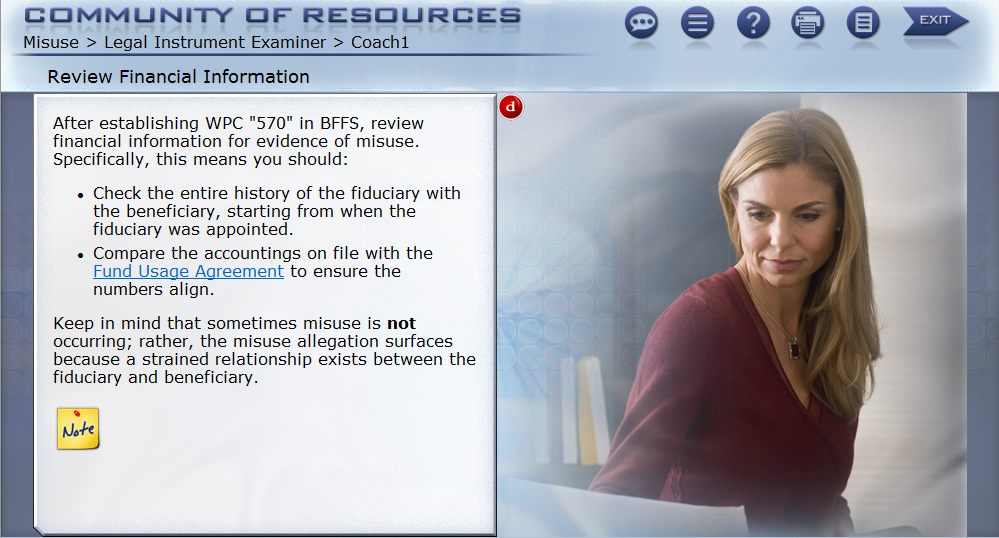 COMMUNITY OF RESOURCES
EXIT
Misuse > Legal Instrument Examiner > Coach1
Review Financial Information
d
After establishing WPC "570" in BFFS, review
financial information for evidence of misuse.
Specifically, this means you should:
• Check the entire history of the fiduciary with
the beneficiary, starting from when the
fiduciary was appointed.
• Compare the accountings on file with the
Fund Usage Agreement to ensure the
numbers align.
Keep in mind that sometimes misuse is not
occurring; rather, the misuse allegation surfaces
because a strained relationship exists between the
fiduciary and beneficiary.
Note